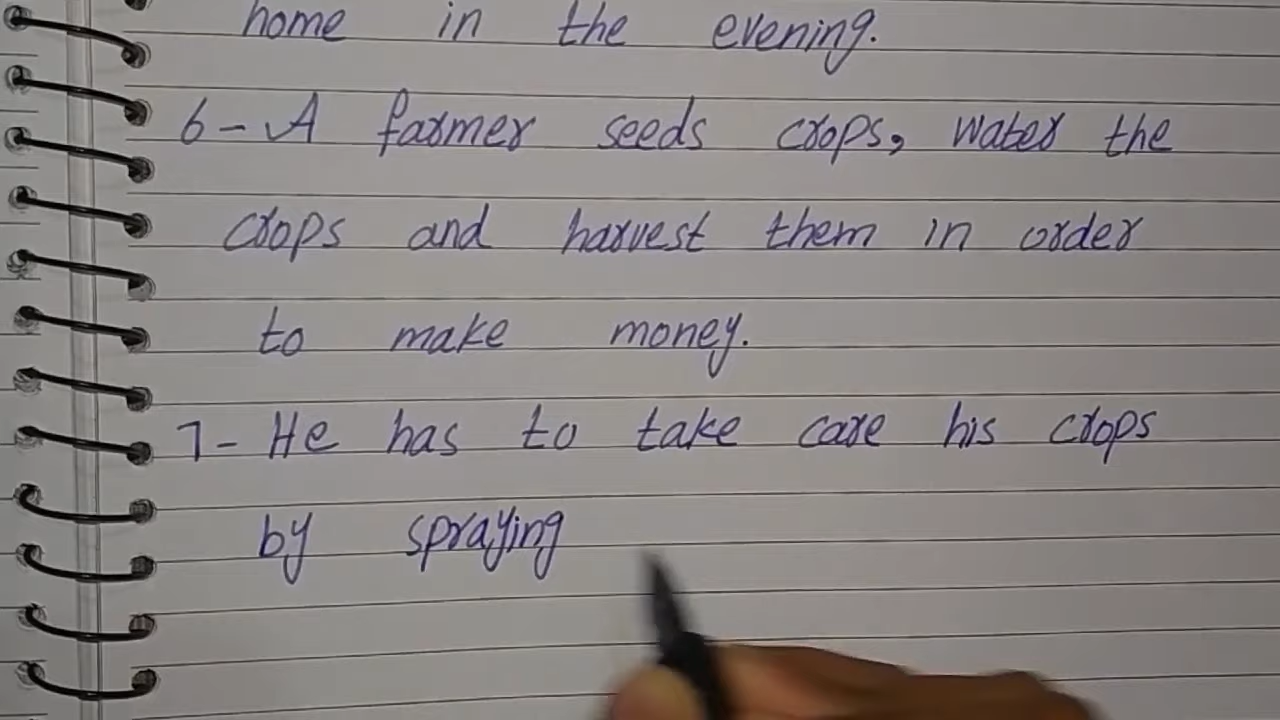 home in the evening.
6- A farmer seeds crops, water the
crops and harvest them in order
to make money.
7- He has to take care his crops
by spraying